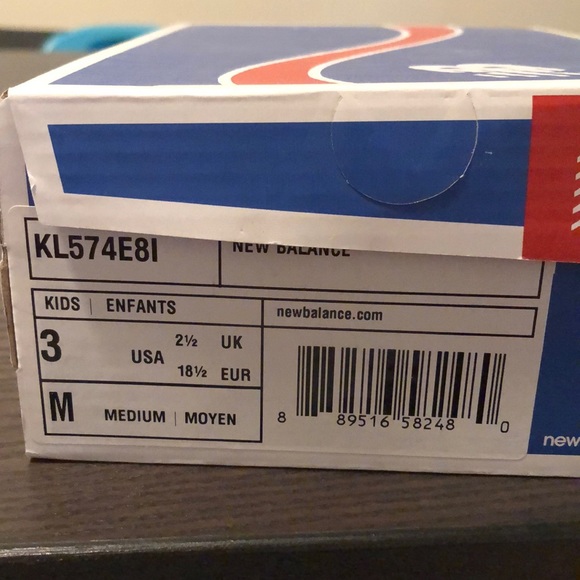 KL574E8I
NEW BALANCE
KIDS | ENFANTS
newbalance.com
3
USA
2½ UK
18½ EUR
M
MEDIUM | MOYEN
8 89516 58248 0
new